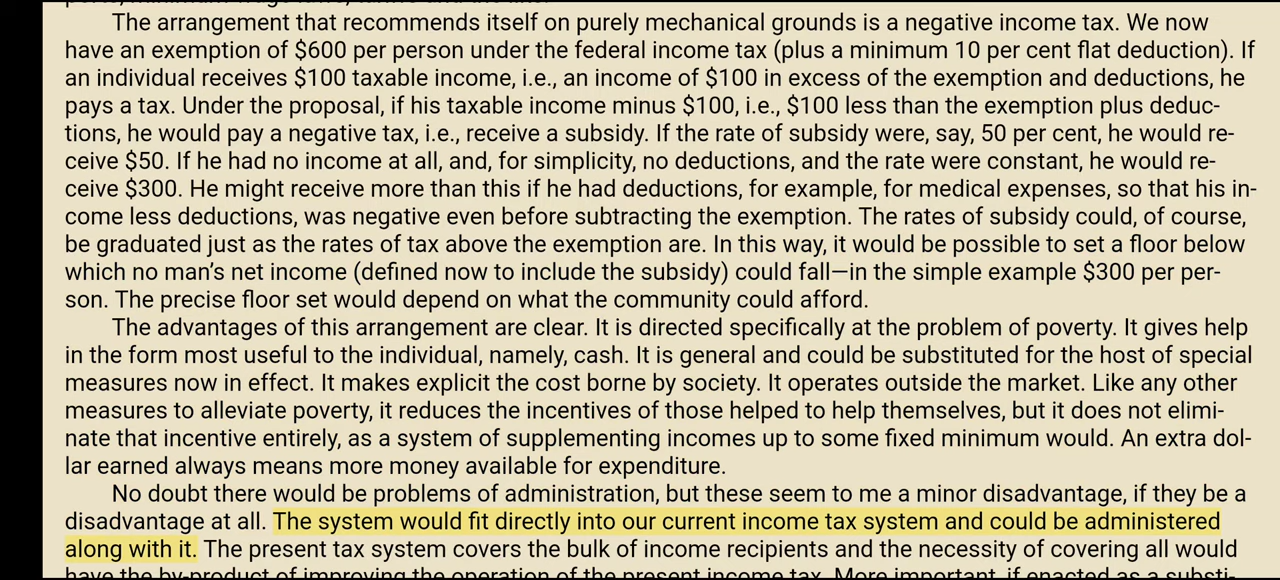 The arrangement that recommends itself on purely mechanical grounds is a negative income tax. We now
have an exemption of $600 per person under the federal income tax (plus a minimum 10 per cent flat deduction). If
an individual receives $100 taxable income, i.e., an income of $100 in excess of the exemption and deductions, he
pays a tax. Under the proposal, if his taxable income minus $100, i.e., $100 less than the exemption plus deduc-
tions, he would pay a negative tax, i.e., receive a subsidy. If the rate of subsidy were, say, 50 per cent, he would re-
ceive $50. If he had no income at all, and, for simplicity, no deductions, and the rate were constant, he would re-
ceive $300. He might receive more than this if he had deductions, for example, for medical expenses, so that his in-
come less deductions, was negative even before subtracting the exemption. The rates of subsidy could, of course,
be graduated just as the rates of tax above the exemption are. In this way, it would be possible to set a floor below
which no man’s net income (defined now to include the subsidy) could fall—in the simple example $300 per per-
son. The precise floor set would depend on what the community could afford.
The advantages of this arrangement are clear. It is directed specifically at the problem of poverty. It gives help
in the form most useful to the individual, namely, cash. It is general and could be substituted for the host of special
measures now in effect. It makes explicit the cost borne by society. It operates outside the market. Like any other
measures to alleviate poverty, it reduces the incentives of those helped to help themselves, but it does not elimi-
nate that incentive entirely, as a system of supplementing incomes up to some fixed minimum would. An extra dol-
lar earned always means more money available for expenditure.
No doubt there would be problems of administration, but these seem to me a minor disadvantage, if they be a
disadvantage at all. The system would fit directly into our current income tax system and could be administered
along with it. The present tax system covers the bulk of income recipients and the necessity of covering all would
have the by-product of improving the operation of the present income tax. More important, if enacted as a substi-